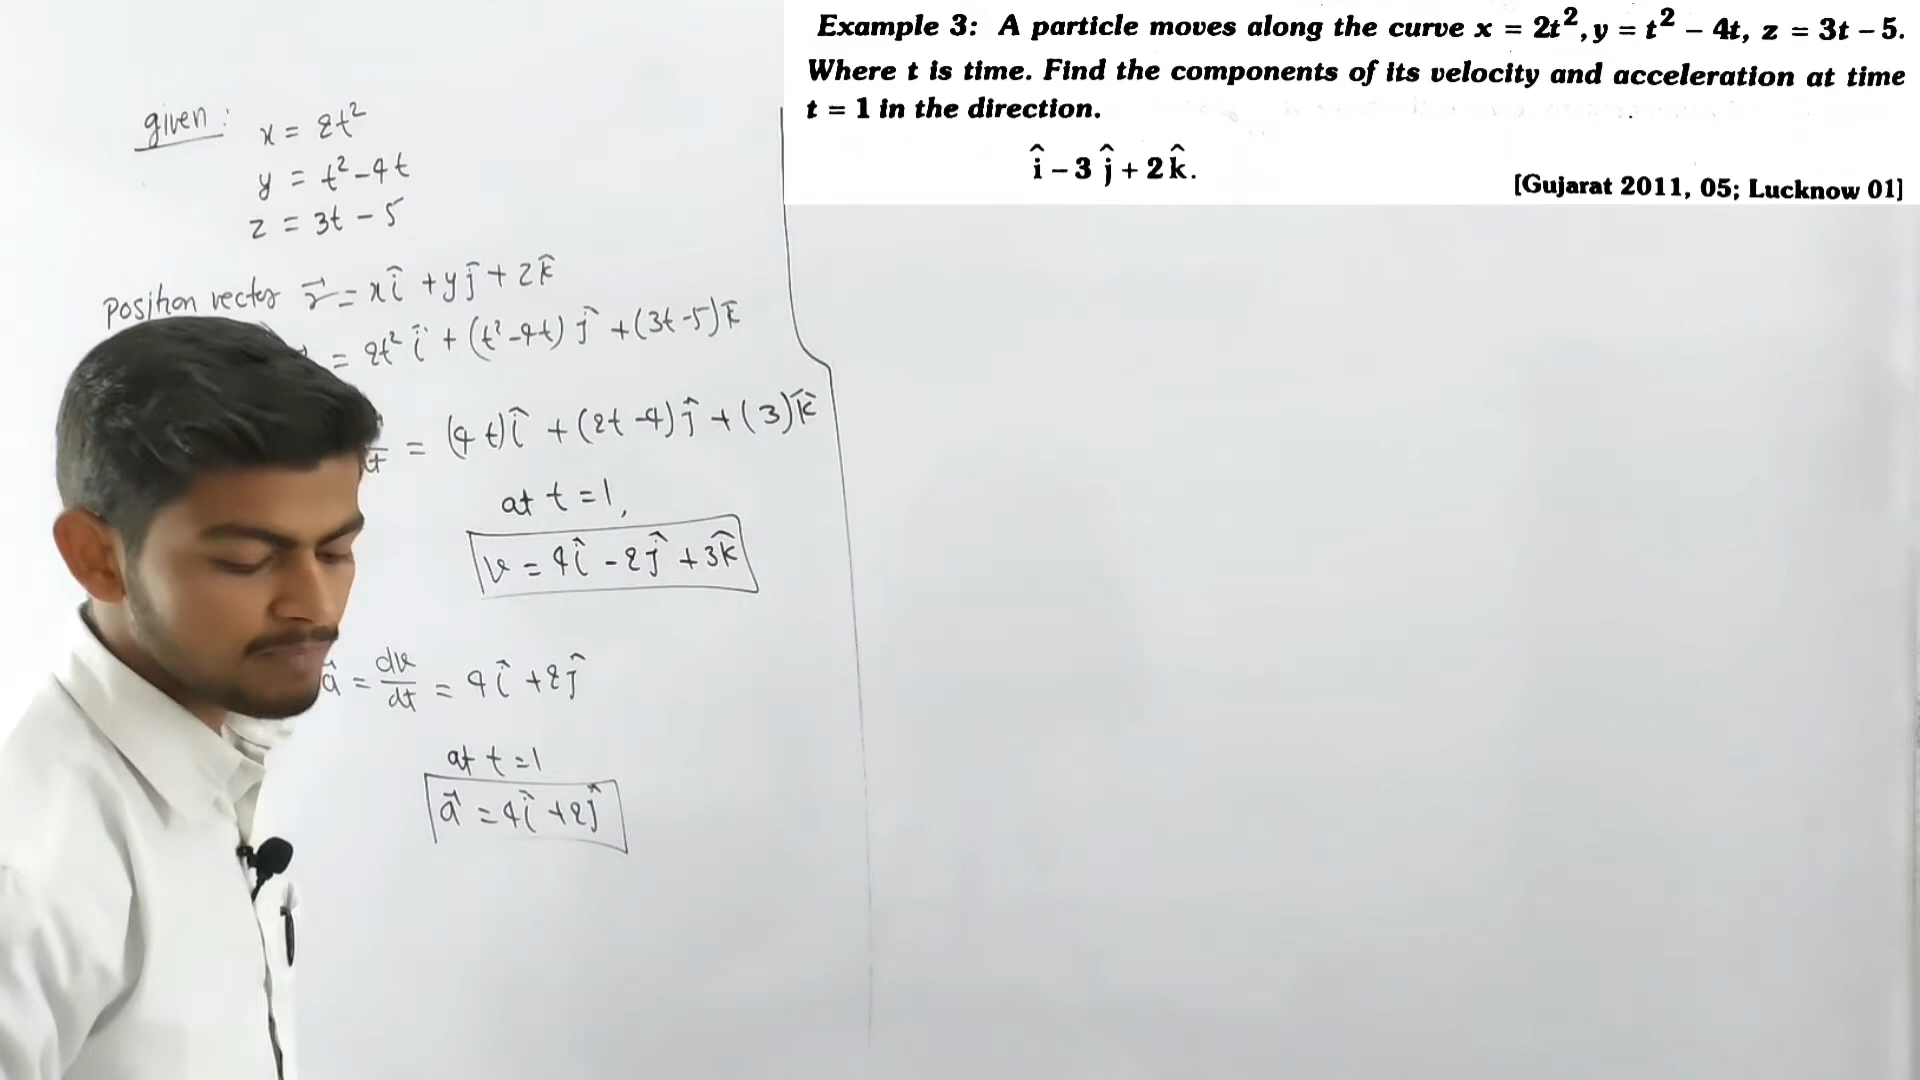 Example 3: A particle moves along the curve x = 2t², y = t² – 4t, z = 3t – 5.
Where t is time. Find the components of its velocity and acceleration at time
t = 1 in the direction.
î – 3 ĵ + 2k̂.
[Gujarat 2011, 05; Lucknow 01]
given :
x = 2t²
y = t² – 4t
z = 3t – 5
Position vector r⃗ = xî + yĵ + zk̂
= 2t² î + (t² – 4t) ĵ + (3t – 5)k̂
= (4t)î + (2t – 4)ĵ + (3)k̂
at t = 1,
v = 4î – 2ĵ + 3k̂
a⃗ = dv/dt = 4î + 2ĵ
at t = 1
a⃗ = 4î + 2ĵ